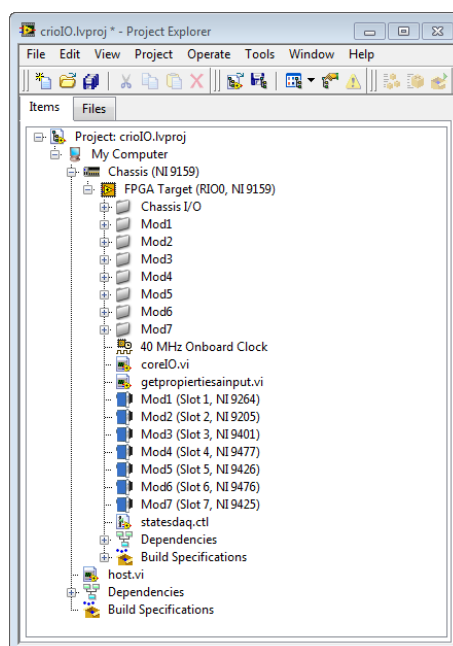 crioIO.lvproj * - Project Explorer
File Edit View Project Operate Tools Window Help
Items Files
Project: crioIO.lvproj
My Computer
Chassis (NI 9159)
FPGA Target (RIO0, NI 9159)
Chassis I/O
Mod1
Mod2
Mod3
Mod4
Mod5
Mod6
Mod7
40 MHz Onboard Clock
coreIO.vi
getpropiertiesainput.vi
Mod1 (Slot 1, NI 9264)
Mod2 (Slot 2, NI 9205)
Mod3 (Slot 3, NI 9401)
Mod4 (Slot 4, NI 9477)
Mod5 (Slot 5, NI 9426)
Mod6 (Slot 6, NI 9476)
Mod7 (Slot 7, NI 9425)
statesdaq.ctl
Dependencies
Build Specifications
host.vi
Dependencies
Build Specifications